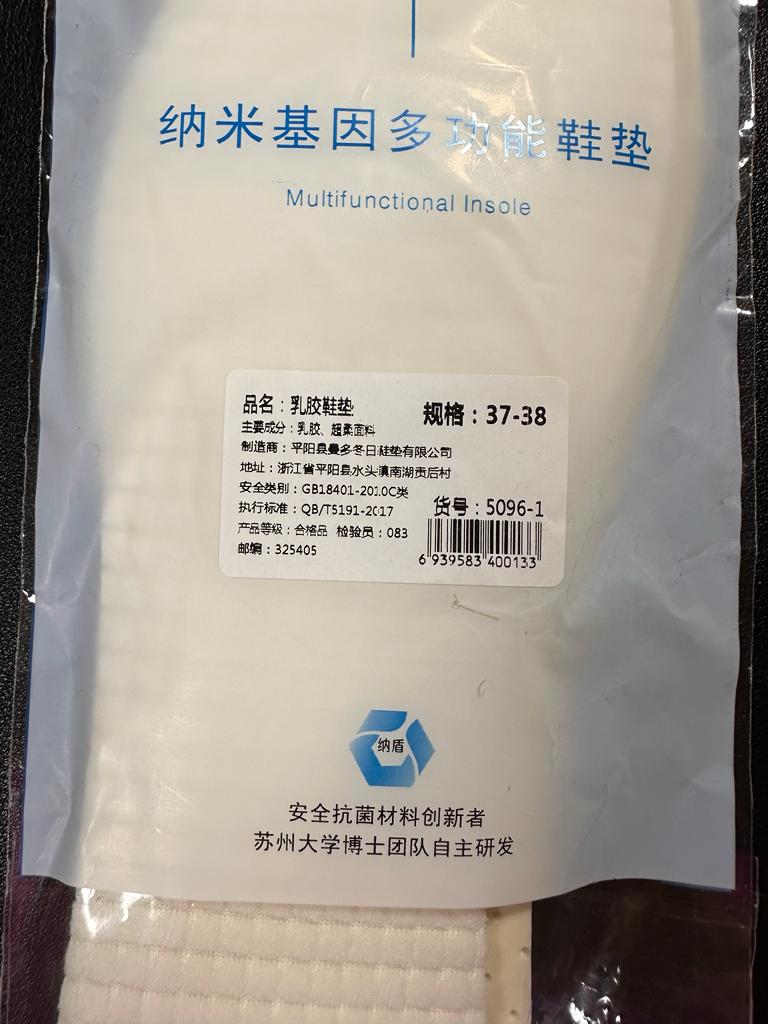 纳米基因多功能鞋垫
Multifunctional Insole
品名：乳胶鞋垫
规格：37-38
主要成分：乳胶、超柔面料
制造商：平阳县曼多冬日鞋垫有限公司
地址：浙江省平阳县水头镇南湖贡后村
安全类别：GB18401-2010C类
执行标准：QB/T5191-2017
货号：5096-1
产品等级：合格品 检验员：083
邮编：325405
6 939583 400133
纳盾
安全抗菌材料创新者
苏州大学博士团队自主研发